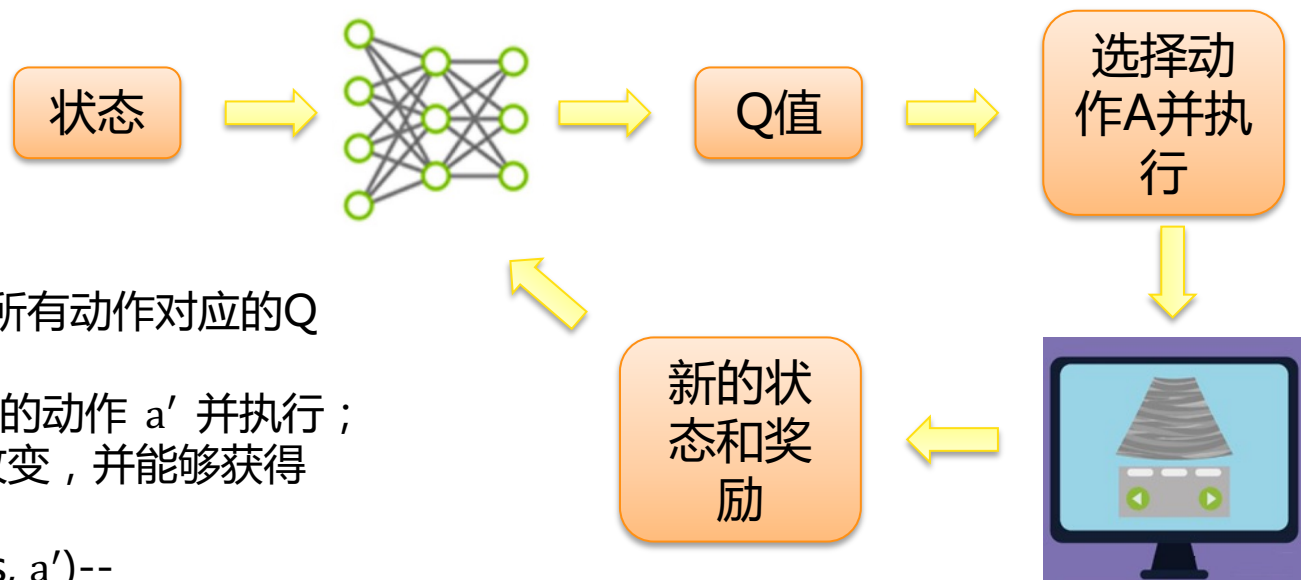 状态
Q值
选择动
作A并执
行
所有动作对应的Q
的动作 a′ 并执行；
改变，并能够获得
s, a′)--
新的状
态和奖
励